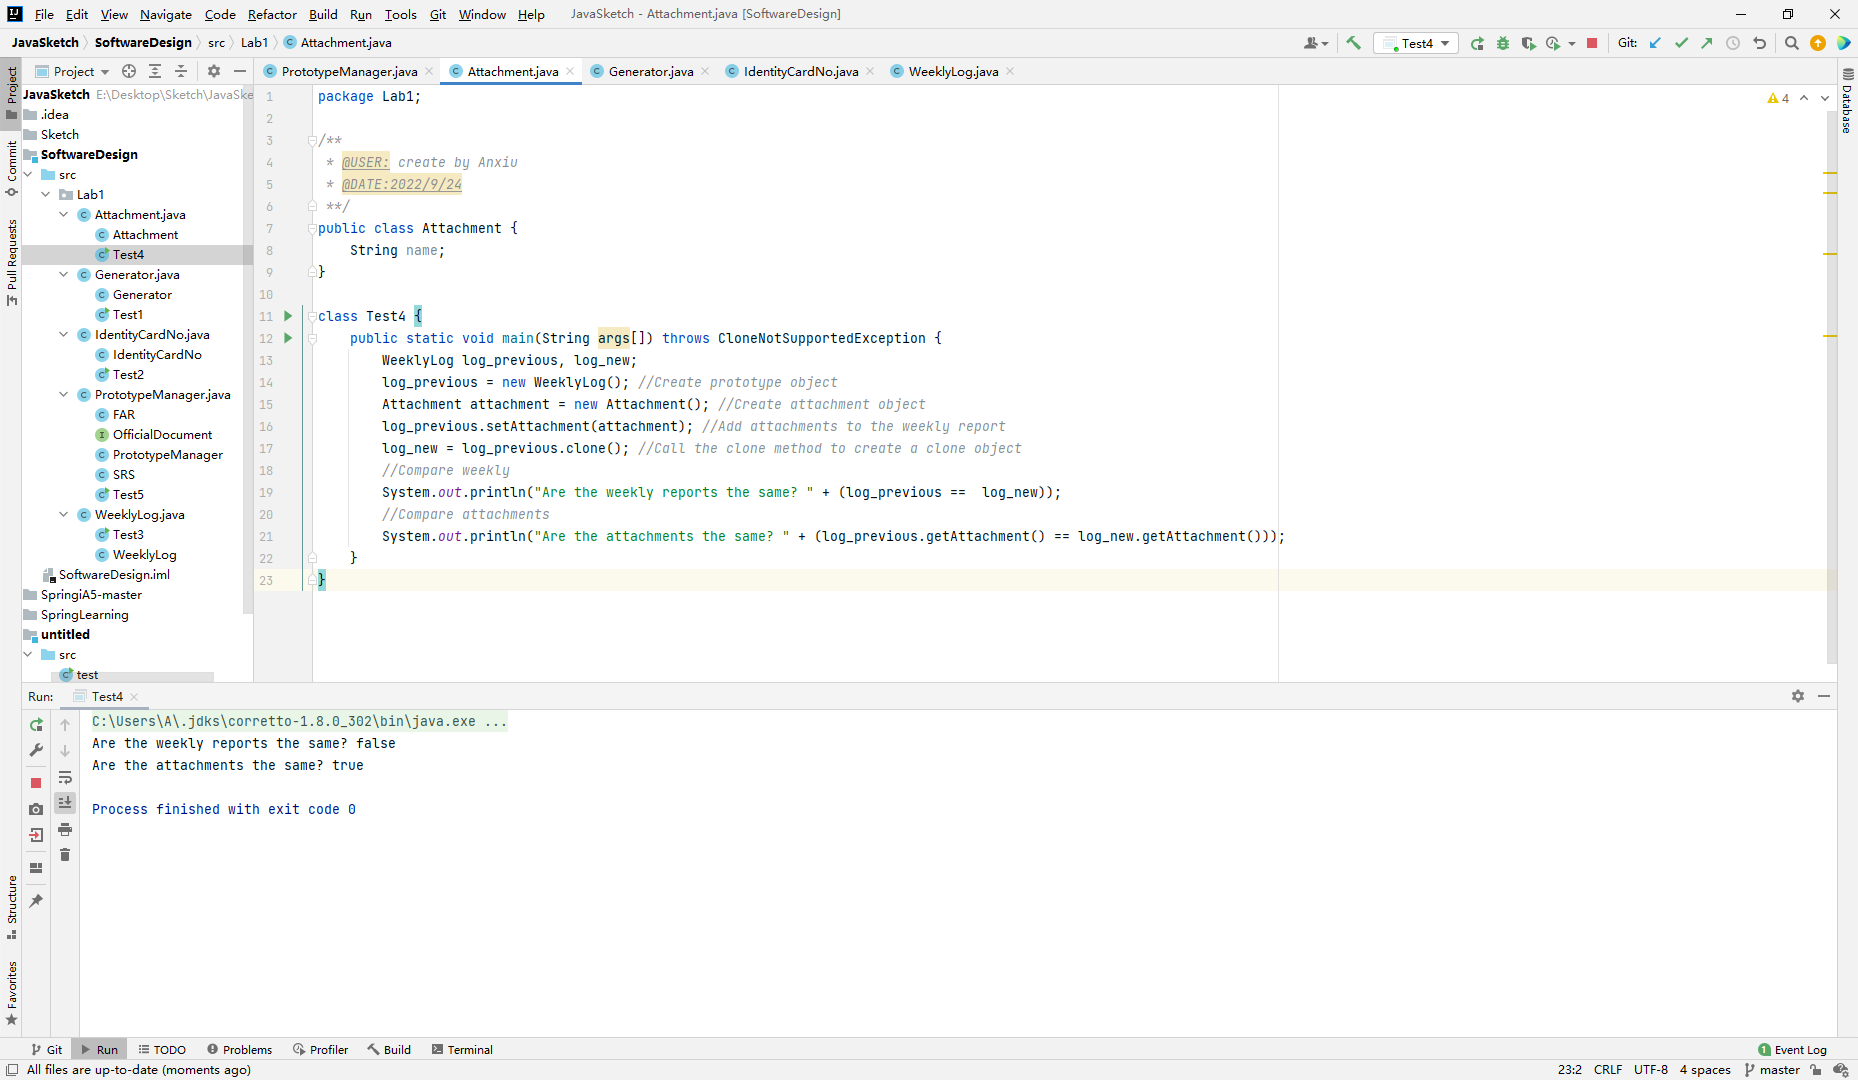 File Edit View Navigate Code Refactor Build Run Tools Git Window Help JavaSketch - Attachment.java [SoftwareDesign]
JavaSketch SoftwareDesign src Lab1 Attachment.java Test4 Git:
Project PrototypeManager.java Attachment.java Generator.java IdentityCardNo.java WeeklyLog.java
Project
Commit
Pull Requests
Structure
Favorites
Database
JavaSketch E:\Desktop\Sketch\JavaSke
.idea
Sketch
SoftwareDesign
src
Lab1
Attachment.java
Attachment
Test4
Generator.java
Generator
Test1
IdentityCardNo.java
IdentityCardNo
Test2
PrototypeManager.java
FAR
OfficialDocument
PrototypeManager
SRS
Test5
WeeklyLog.java
Test3
WeeklyLog
SoftwareDesign.iml
SpringiA5-master
SpringLearning
untitled
src
test
4
1 package Lab1;
2
3 /**
4 * @USER: create by Anxiu
5 * @DATE:2022/9/24
6 **/
7 public class Attachment {
8 String name;
9 }
10
11 class Test4 {
12 public static void main(String args[]) throws CloneNotSupportedException {
13 WeeklyLog log_previous, log_new;
14 log_previous = new WeeklyLog(); //Create prototype object
15 Attachment attachment = new Attachment(); //Create attachment object
16 log_previous.setAttachment(attachment); //Add attachments to the weekly report
17 log_new = log_previous.clone(); //Call the clone method to create a clone object
18 //Compare weekly
19 System.out.println("Are the weekly reports the same? " + (log_previous ==  log_new));
20 //Compare attachments
21 System.out.println("Are the attachments the same? " + (log_previous.getAttachment() == log_new.getAttachment()));
22 }
23 }
Run: Test4
C:\Users\A\.jdks\corretto-1.8.0_302\bin\java.exe ...
Are the weekly reports the same? false
Are the attachments the same? true
Process finished with exit code 0
Git Run TODO Problems Profiler Build Terminal 1 Event Log
All files are up-to-date (moments ago) 23:2 CRLF UTF-8 4 spaces master